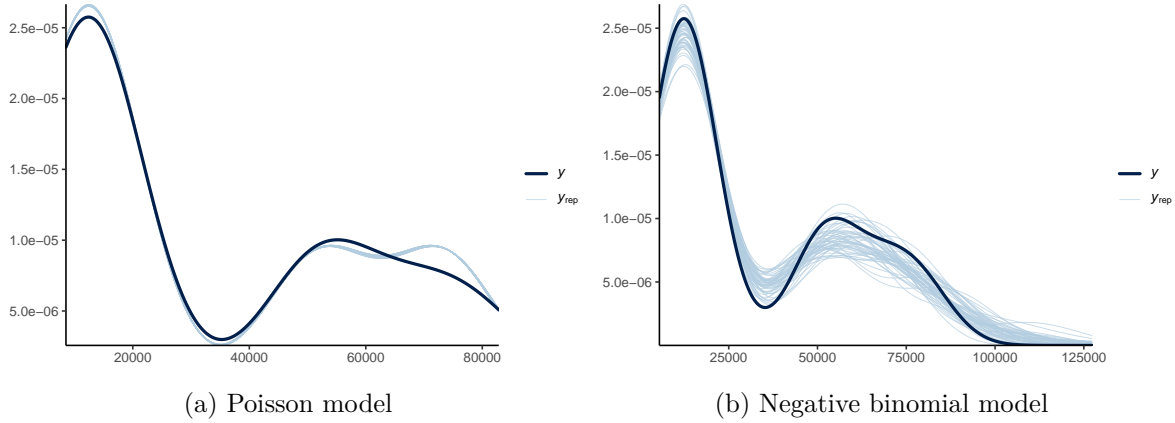 2.5e−05
2.0e−05
1.5e−05
1.0e−05
5.0e−06
20000 40000 60000 80000
y
y rep
(a) Poisson model
2.5e−05
2.0e−05
1.5e−05
1.0e−05
5.0e−06
25000 50000 75000 100000 125000
y
y rep
(b) Negative binomial model